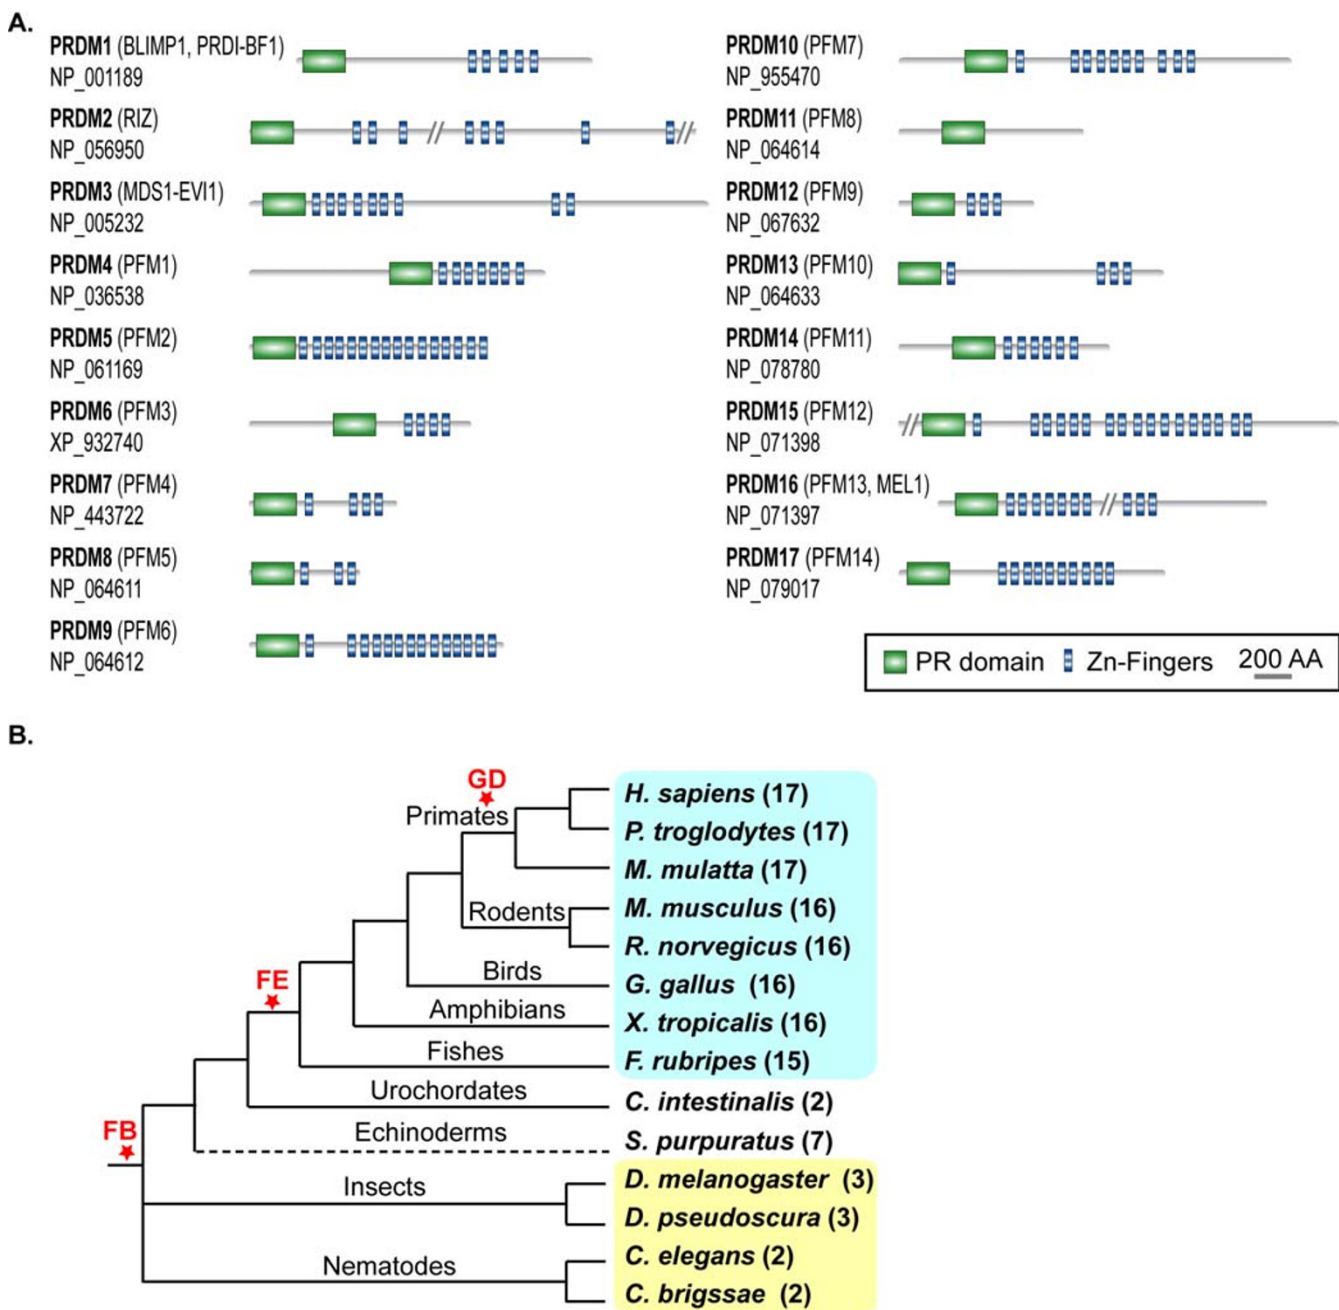 A.
PRDM1 (BLIMP1, PRDI-BF1)
NP_001189
PRDM2 (RIZ)
NP_056950
PRDM3 (MDS1-EVI1)
NP_005232
PRDM4 (PFM1)
NP_036538
PRDM5 (PFM2)
NP_061169
PRDM6 (PFM3)
XP_932740
PRDM7 (PFM4)
NP_443722
PRDM8 (PFM5)
NP_064611
PRDM9 (PFM6)
NP_064612
PRDM10 (PFM7)
NP_955470
PRDM11 (PFM8)
NP_064614
PRDM12 (PFM9)
NP_067632
PRDM13 (PFM10)
NP_064633
PRDM14 (PFM11)
NP_078780
PRDM15 (PFM12)
NP_071398
PRDM16 (PFM13, MEL1)
NP_071397
PRDM17 (PFM14)
NP_079017
PR domain Zn-Fingers 200 AA
B.
GD
Primates
Rodents
Birds
FE
Amphibians
Fishes
Urochordates
FB
Echinoderms
Insects
Nematodes
H. sapiens (17)
P. troglodytes (17)
M. mulatta (17)
M. musculus (16)
R. norvegicus (16)
G. gallus (16)
X. tropicalis (16)
F. rubripes (15)
C. intestinalis (2)
S. purpuratus (7)
D. melanogaster (3)
D. pseudoscura (3)
C. elegans (2)
C. brigssae (2)